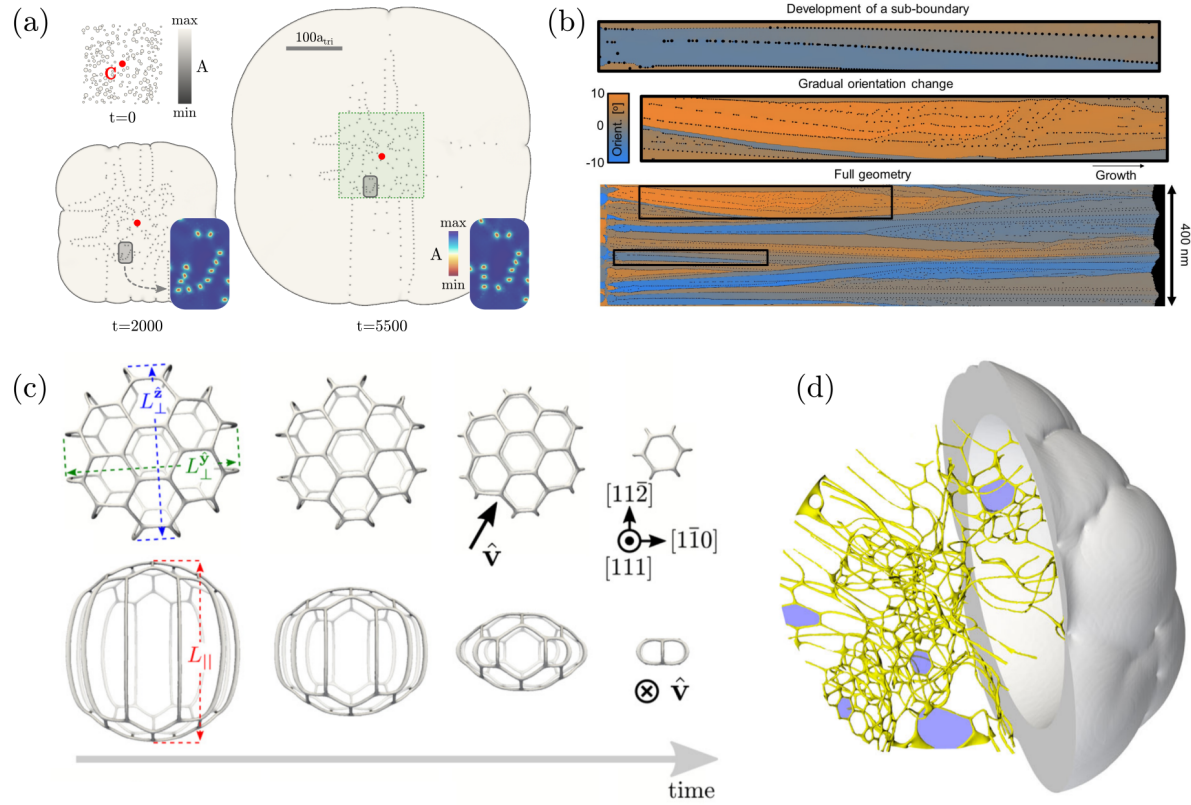 (a)
max
A
min
C
t=0
100a_tri
t=2000
max
A
min
t=5500
(b)
Development of a sub-boundary
Gradual orientation change
10
0
-10
Orient. [º]
Growth
Full geometry
400 nm
(c)
L_⊥^ẑ
L_⊥^ŷ
v̂
[112̄]
[11̄0]
[111]
L_||
v̂
time
(d)